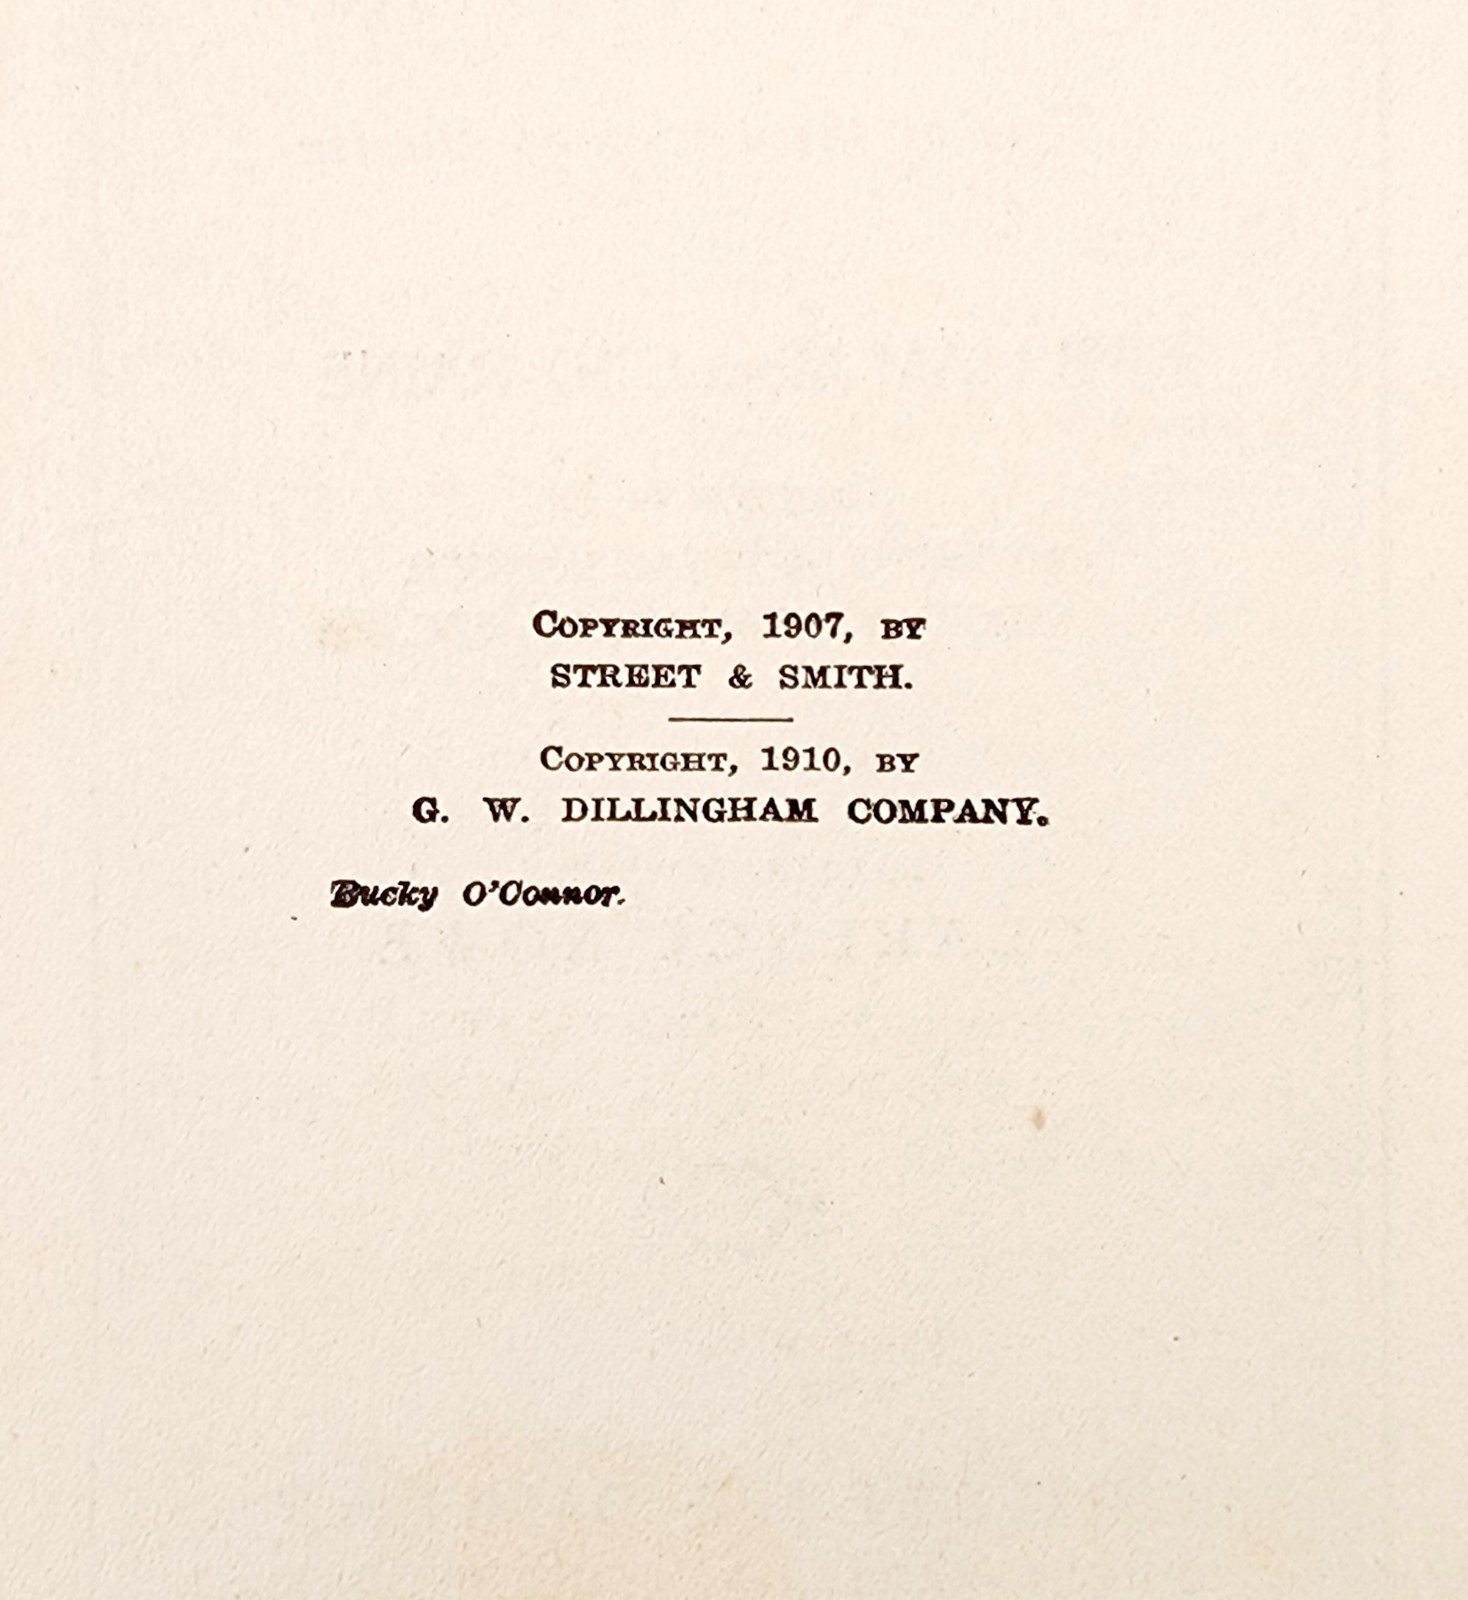 COPYRIGHT, 1907, BY
STREET & SMITH.
COPYRIGHT, 1910, BY
G. W. DILLINGHAM COMPANY.
Bucky O'Connor.